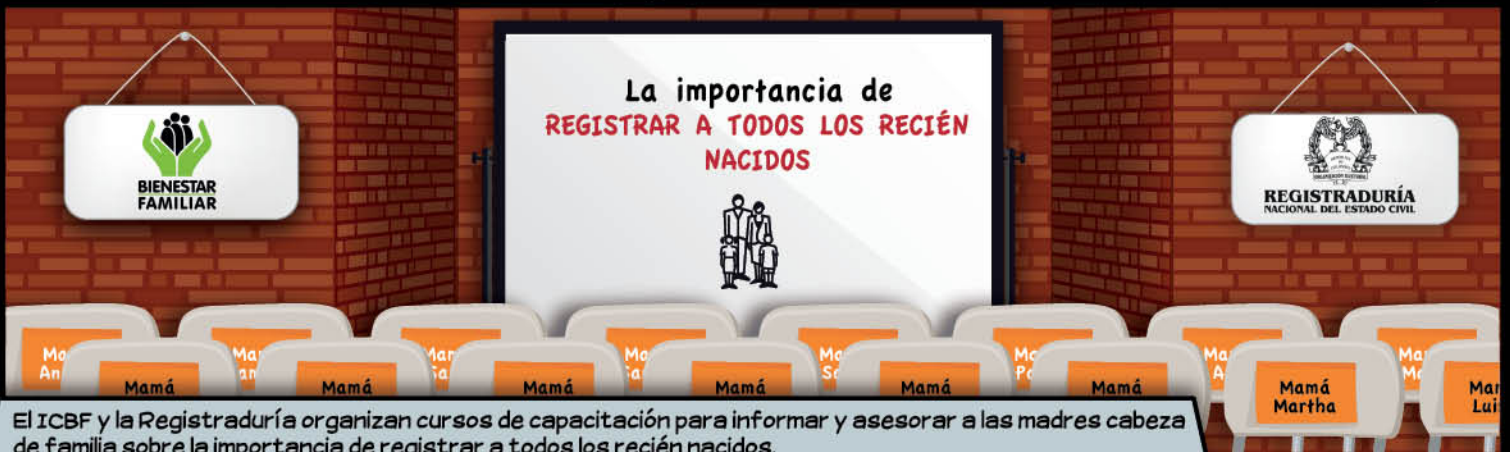 La importancia de
REGISTRAR A TODOS LOS RECIÉN
NACIDOS
BIENESTAR
FAMILIAR
REGISTRADURÍA
NACIONAL DEL ESTADO CIVIL
Mamá
Mamá
Mamá
Mamá
Mamá
Mamá
Mamá
Martha
El ICBF y la Registraduría organizan cursos de capacitación para informar y asesorar a las madres cabeza
de familia sobre la importancia de registrar a todos los recién nacidos.